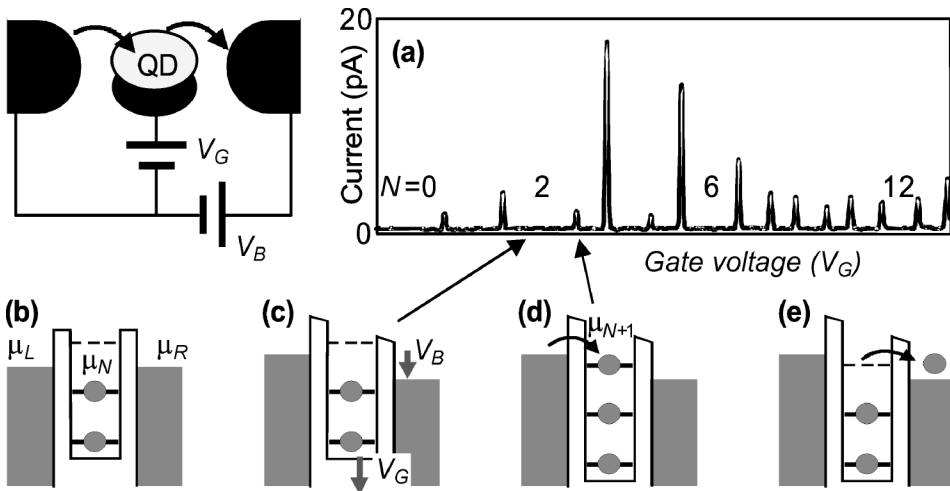 QD
V_G
V_B
(a)
20
Current (pA)
0
N=0
2
6
12
Gate voltage (V_G)
(b)
μ_L
μ_N
μ_R
(c)
V_B
V_G
(d)
μ_{N+1}
(e)